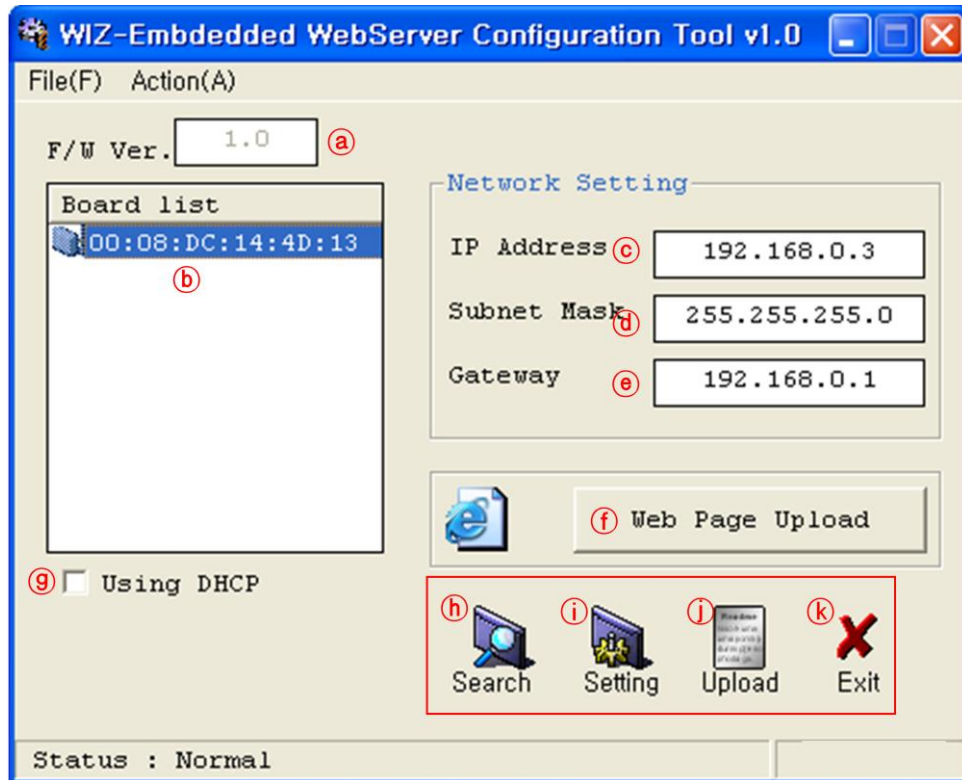 WIZ-Embdedded WebServer Configuration Tool v1.0
File(F) Action(A)
F/W Ver. 1.0 ⓐ
Board list
00:08:DC:14:4D:13
ⓑ
Network Setting
IP Address ⓒ 192.168.0.3
Subnet Mask ⓓ 255.255.255.0
Gateway ⓔ 192.168.0.1
ⓕ Web Page Upload
ⓖ Using DHCP
ⓗ ⓘ ⓙ ⓚ
Readme
Search Setting Upload Exit
Status : Normal